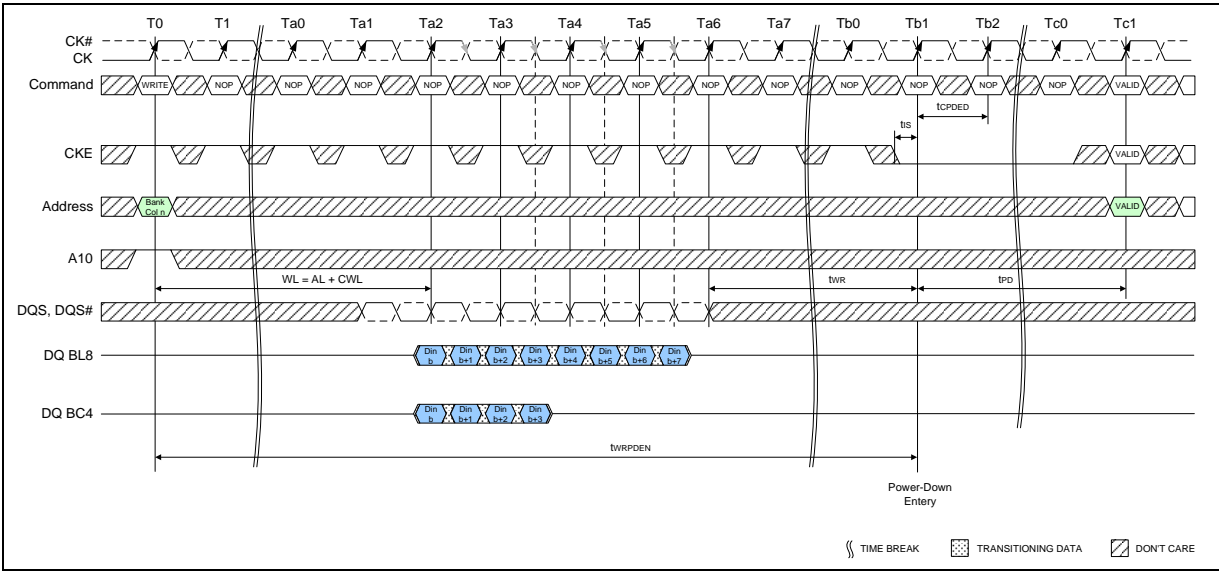 T0 T1 Ta0 Ta1 Ta2 Ta3 Ta4 Ta5 Ta6 Ta7 Tb0 Tb1 Tb2 Tc0 Tc1
CK#
CK
Command WRITE NOP NOP NOP NOP NOP NOP NOP NOP NOP NOP NOP NOP NOP VALID
tCPDED
tIS
CKE VALID
Address Bank Col n VALID
A10
WL = AL + CWL tWR tPD
DQS, DQS#
DQ BL8 Din b Din b+1 Din b+2 Din b+3 Din b+4 Din b+5 Din b+6 Din b+7
DQ BC4 Din b Din b+1 Din b+2 Din b+3
tWRPDEN
Power-Down
Entery
TIME BREAK TRANSITIONING DATA DON'T CARE